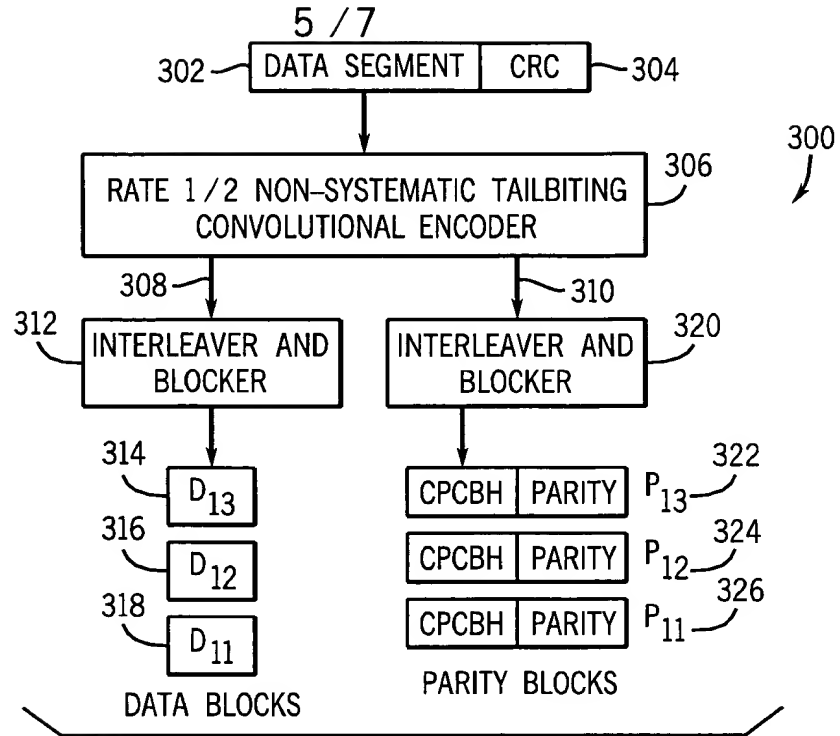 5 / 7
302 DATA SEGMENT CRC 304
300
RATE 1/2 NON-SYSTEMATIC TAILBITING
CONVOLUTIONAL ENCODER
306
308 310
312 INTERLEAVER AND
BLOCKER
INTERLEAVER AND
BLOCKER
320
314 D13 CPCBH PARITY P13 322
316 D12 CPCBH PARITY P12 324
318 D11 CPCBH PARITY P11 326
DATA BLOCKS PARITY BLOCKS